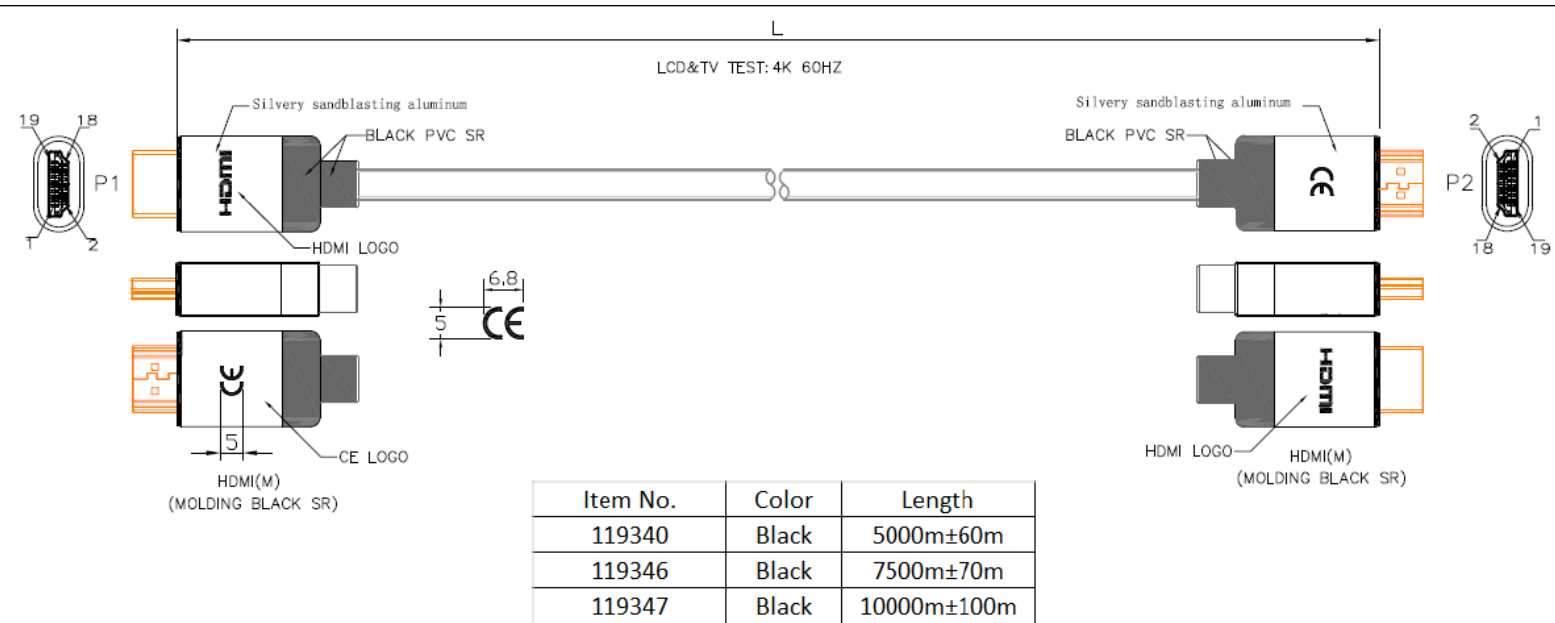 L
LCD&TV TEST: 4K 60HZ
Silvery sandblasting aluminum
Silvery sandblasting aluminum
BLACK PVC SR
BLACK PVC SR
19 18
2 1
P1
HDMI
CE
P2
1 2
18 19
HDMI LOGO
6.8
5
CE
CE
5
CE LOGO
HDMI(M)
(MOLDING BLACK SR)
HDMI
HDMI LOGO
HDMI(M)
(MOLDING BLACK SR)
Item No. Color Length
119340 Black 5000m±60m
119346 Black 7500m±70m
119347 Black 10000m±100m